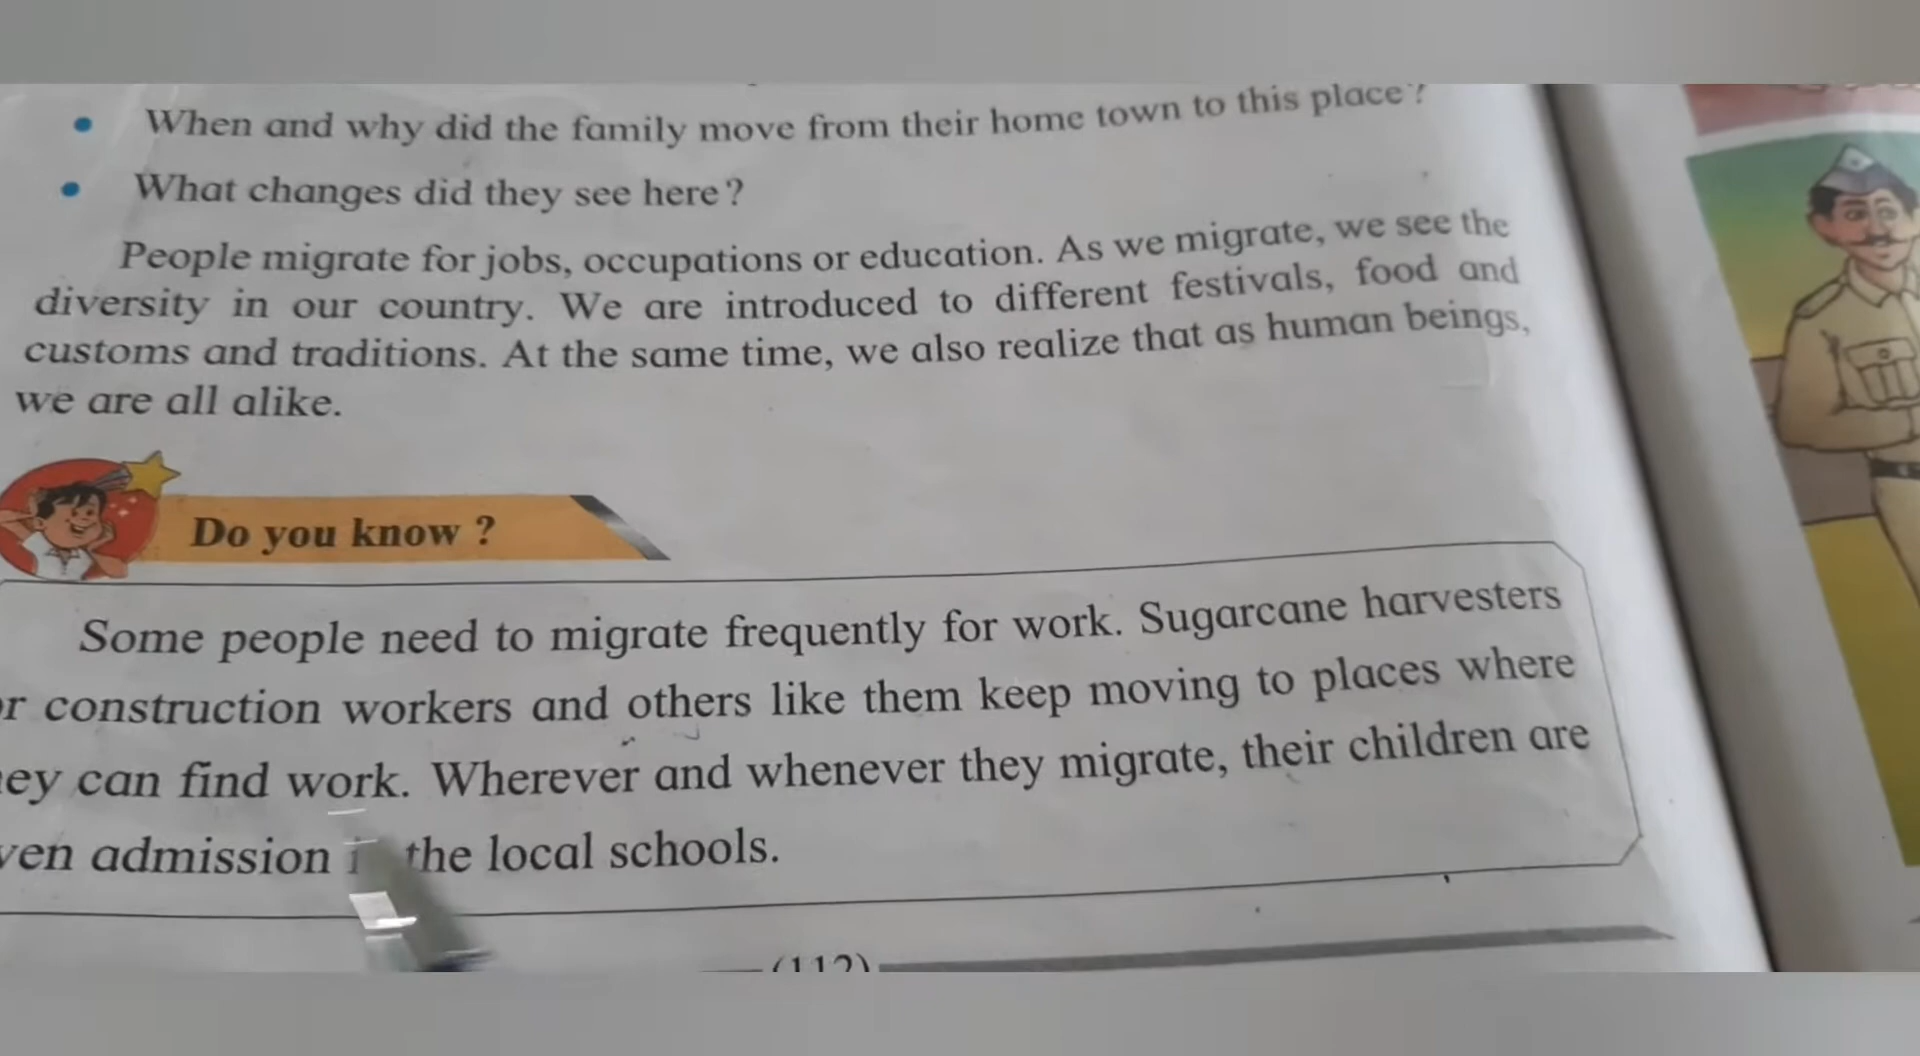 • When and why did the family move from their home town to this place?
• What changes did they see here?
People migrate for jobs, occupations or education. As we migrate, we see the
diversity in our country. We are introduced to different festivals, food and
customs and traditions. At the same time, we also realize that as human beings,
we are all alike.
Do you know ?
Some people need to migrate frequently for work. Sugarcane harvesters
construction workers and others like them keep moving to places where
can find work. Wherever and whenever they migrate, their children are
admission the local schools.
(112)